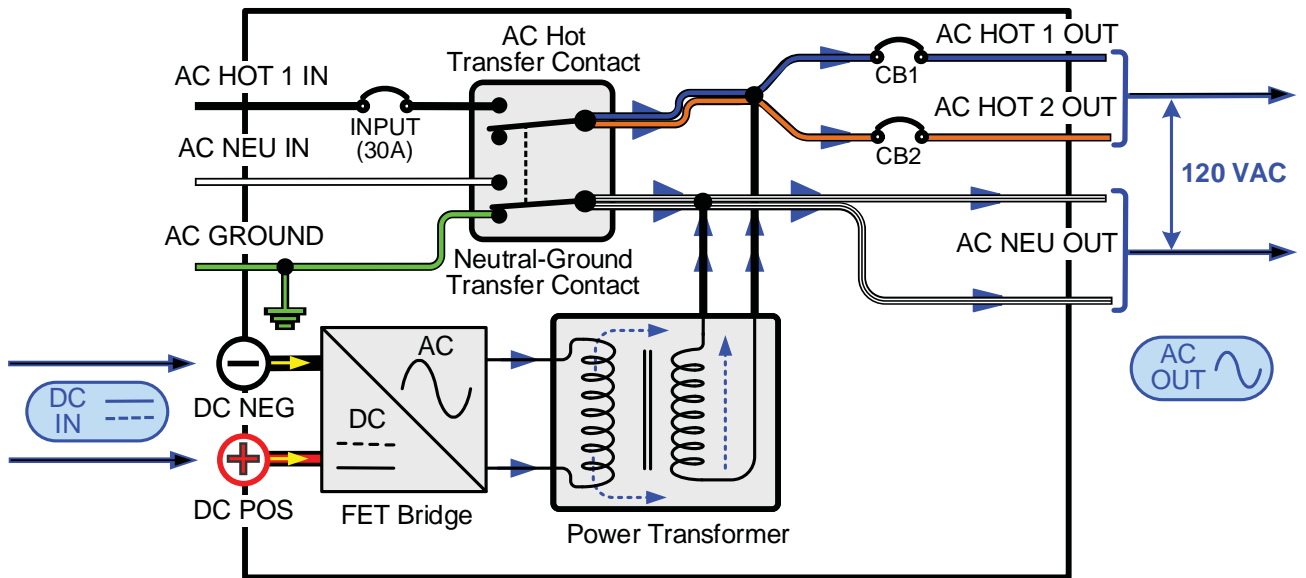 AC Hot
Transfer Contact
AC HOT 1 OUT
AC HOT 1 IN
CB1
INPUT
(30A)
AC HOT 2 OUT
AC NEU IN
CB2
120 VAC
AC GROUND
AC NEU OUT
Neutral-Ground
Transfer Contact
AC
DC
IN
DC NEG
DC
AC
OUT
DC POS
FET Bridge
Power Transformer